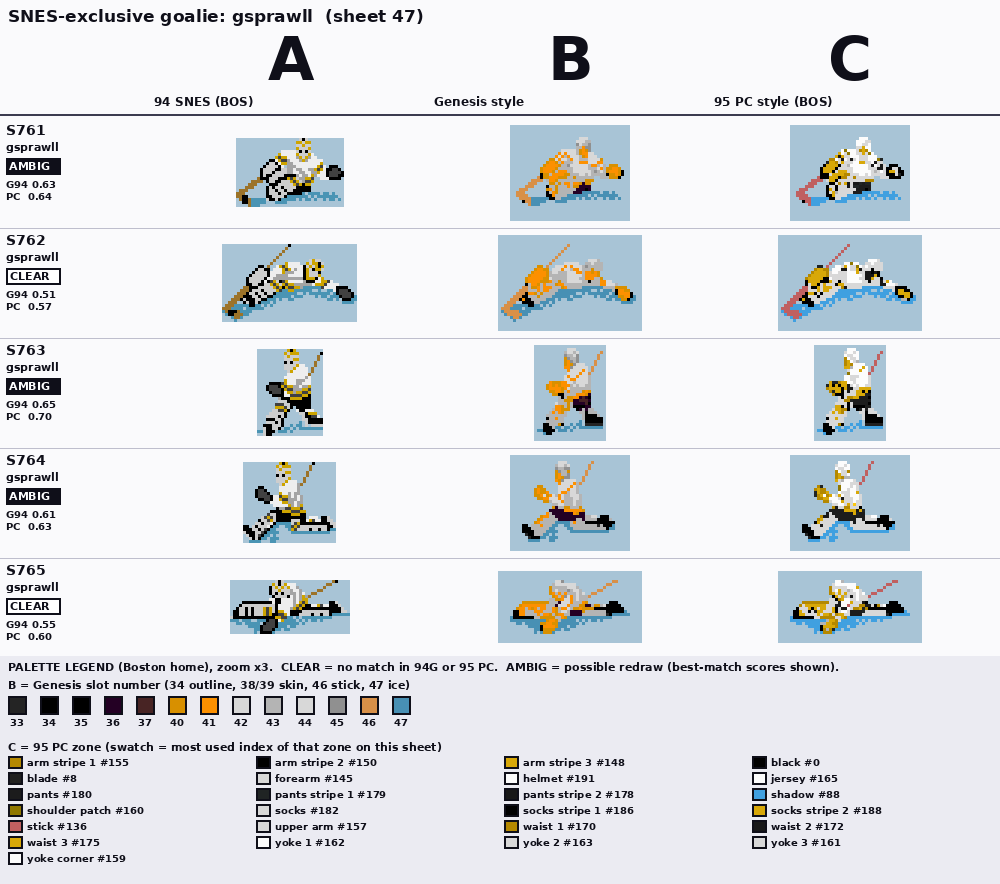 SNES-exclusive goalie: gsprawll (sheet 47)
A B C
94 SNES (BOS) Genesis style 95 PC style (BOS)
S761
gsprawll
AMBIG
G94 0.63
PC 0.64
S762
gsprawll
CLEAR
G94 0.51
PC 0.57
S763
gsprawll
AMBIG
G94 0.65
PC 0.70
S764
gsprawll
AMBIG
G94 0.61
PC 0.63
S765
gsprawll
CLEAR
G94 0.55
PC 0.60
PALETTE LEGEND (Boston home), zoom x3. CLEAR = no match in 94G or 95 PC. AMBIG = possible redraw (best-match scores shown).
B = Genesis slot number (34 outline, 38/39 skin, 46 stick, 47 ice)
33 34 35 36 37 40 41 42 43 44 45 46 47
C = 95 PC zone (swatch = most used index of that zone on this sheet)
arm stripe 1 #155 arm stripe 2 #150 arm stripe 3 #148 black #0
blade #8 forearm #145 helmet #191 jersey #165
pants #180 pants stripe 1 #179 pants stripe 2 #178 shadow #88
shoulder patch #160 socks #182 socks stripe 1 #186 socks stripe 2 #188
stick #136 upper arm #157 waist 1 #170 waist 2 #172
waist 3 #175 yoke 1 #162 yoke 2 #163 yoke 3 #161
yoke corner #159